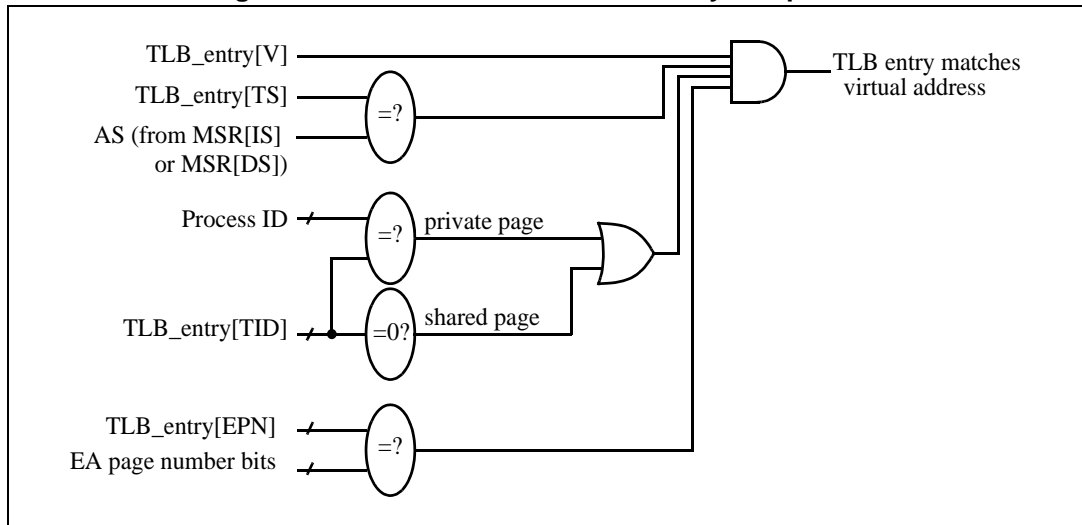 TLB_entry[V]
TLB_entry[TS]
=?
AS (from MSR[IS]
or MSR[DS])
TLB entry matches
virtual address
Process ID
=?
private page
TLB_entry[TID]
=0?
shared page
TLB_entry[EPN]
=?
EA page number bits